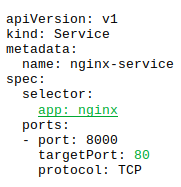 apiVersion: v1
kind: Service
metadata:
  name: nginx-service
spec:
  selector:
    app: nginx
  ports:
  - port: 8000
    targetPort: 80
    protocol: TCP